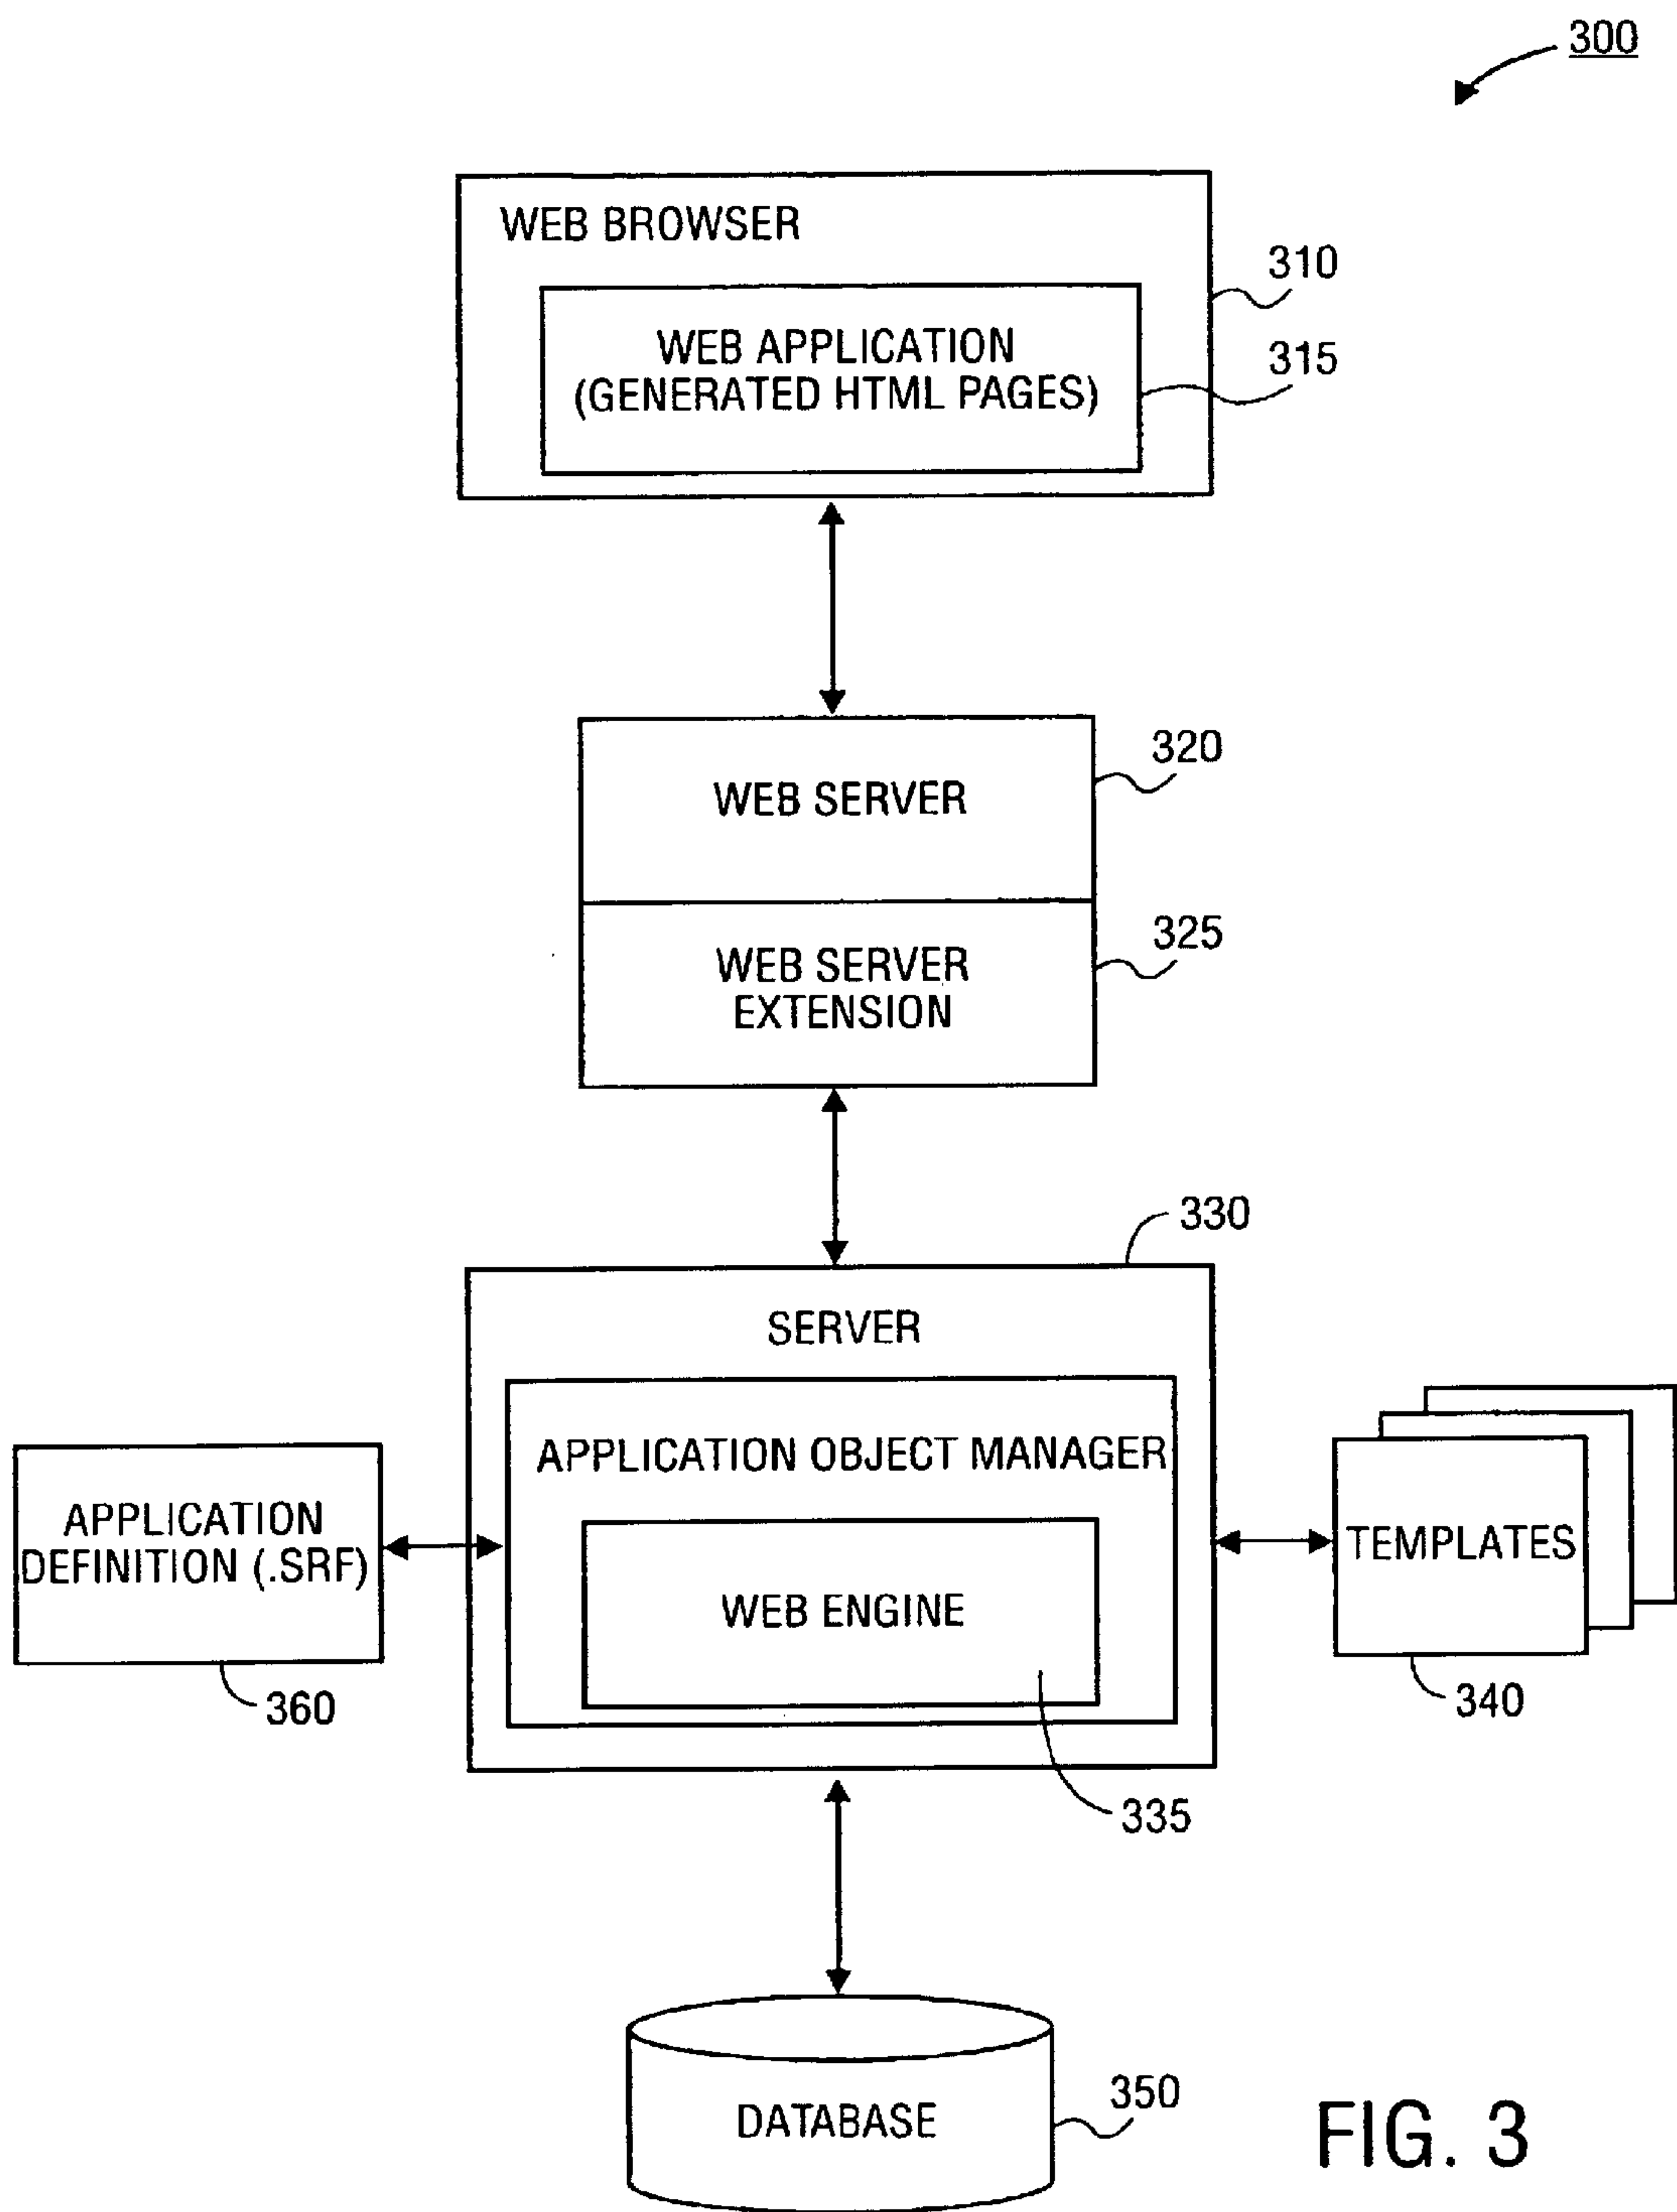 300
WEB BROWSER
310
WEB APPLICATION
(GENERATED HTML PAGES)
315
WEB SERVER
320
WEB SERVER
EXTENSION
325
330
SERVER
APPLICATION OBJECT MANAGER
WEB ENGINE
335
APPLICATION
DEFINITION (.SRF)
360
TEMPLATES
340
DATABASE
350
FIG. 3